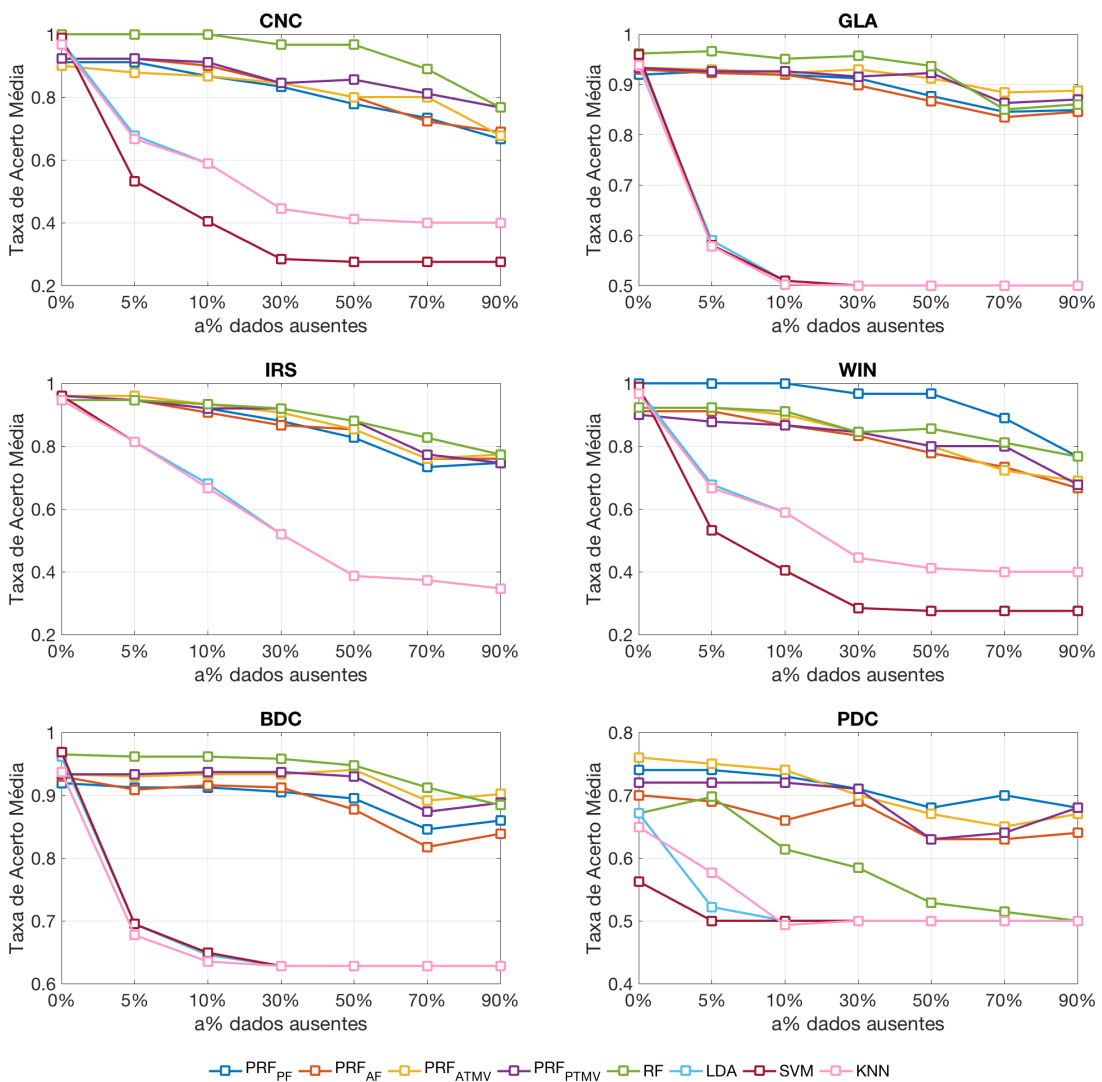 CNC
1
0.8
0.6
0.4
0.2
Taxa de Acerto Média
0% 5% 10% 30% 50% 70% 90%
a% dados ausentes
GLA
1
0.9
0.8
0.7
0.6
0.5
Taxa de Acerto Média
0% 5% 10% 30% 50% 70% 90%
a% dados ausentes
IRS
1
0.8
0.6
0.4
0.2
Taxa de Acerto Média
0% 5% 10% 30% 50% 70% 90%
a% dados ausentes
WIN
1
0.8
0.6
0.4
0.2
Taxa de Acerto Média
0% 5% 10% 30% 50% 70% 90%
a% dados ausentes
BDC
1
0.9
0.8
0.7
0.6
Taxa de Acerto Média
0% 5% 10% 30% 50% 70% 90%
a% dados ausentes
PDC
0.8
0.7
0.6
0.5
0.4
Taxa de Acerto Média
0% 5% 10% 30% 50% 70% 90%
a% dados ausentes
PRF_PF PRF_AF PRF_ATMV PRF_PTMV RF LDA SVM KNN